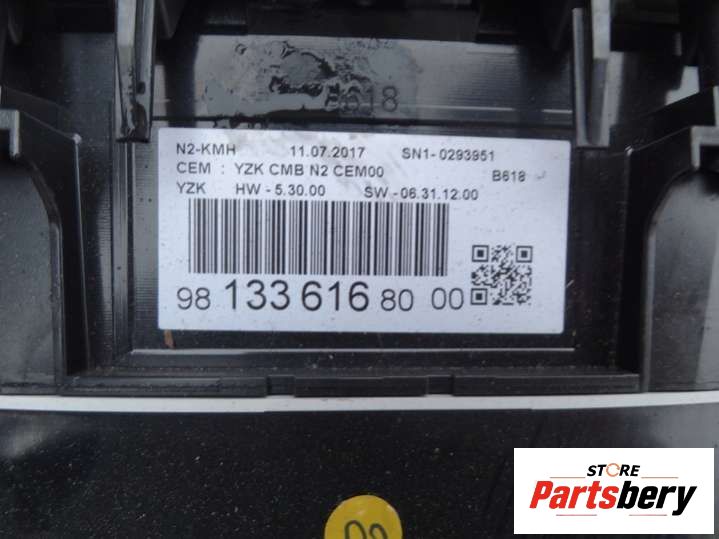 B618
N2-KMH 11.07.2017 SN1-0293951
CEM : YZK CMB N2 CEM00 B618
YZK HW - 5.30.00 SW - 06.31.12.00
98 133 616 80 00
STORE
Partsbery